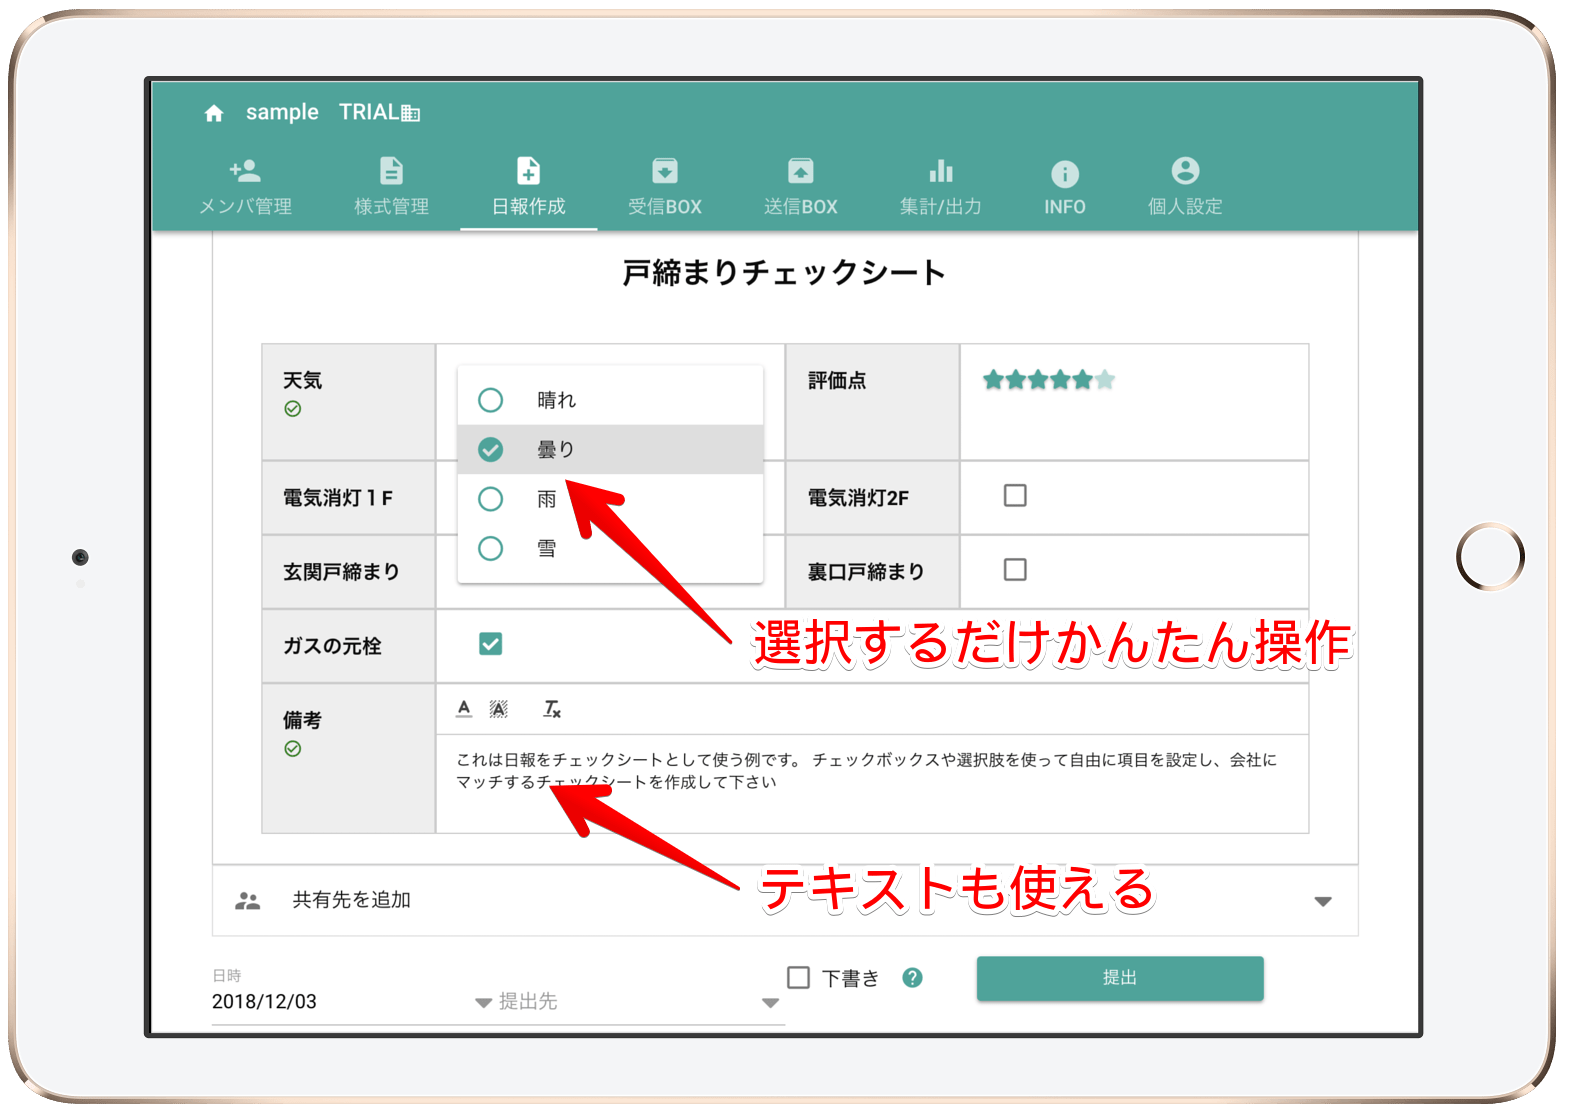 sample TRIAL
メンバ管理 様式管理 日報作成 受信BOX 送信BOX 集計/出力 INFO 個人設定
戸締まりチェックシート
天気
晴れ
曇り
雨
雪
評価点
電気消灯１F
電気消灯2F
玄関戸締まり
裏口戸締まり
選択するだけかんたん操作
ガスの元栓
備考
これは日報をチェックシートとして使う例です。 チェックボックスや選択肢を使って自由に項目を設定し、会社に
マッチするチェックシートを作成して下さい
テキストも使える
共有先を追加
日時
2018/12/03
提出先
下書き
提出